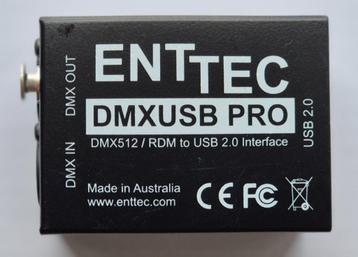 ENTTEC
DMXUSB PRO
DMX512 / RDM to USB 2.0 Interface
DMX OUT
DMX IN
USB 2.0
Made in Australia
www.enttec.com
CE FC